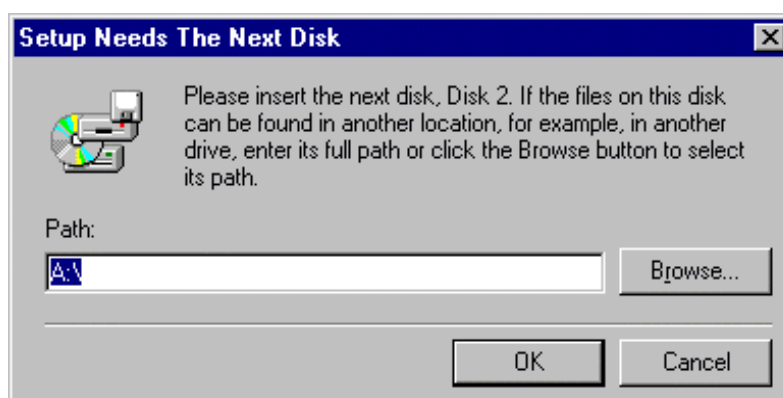 Setup Needs The Next Disk
Please insert the next disk, Disk 2. If the files on this disk
can be found in another location, for example, in another
drive, enter its full path or click the Browse button to select
its path.
Path:
A:\
Browse...
OK
Cancel